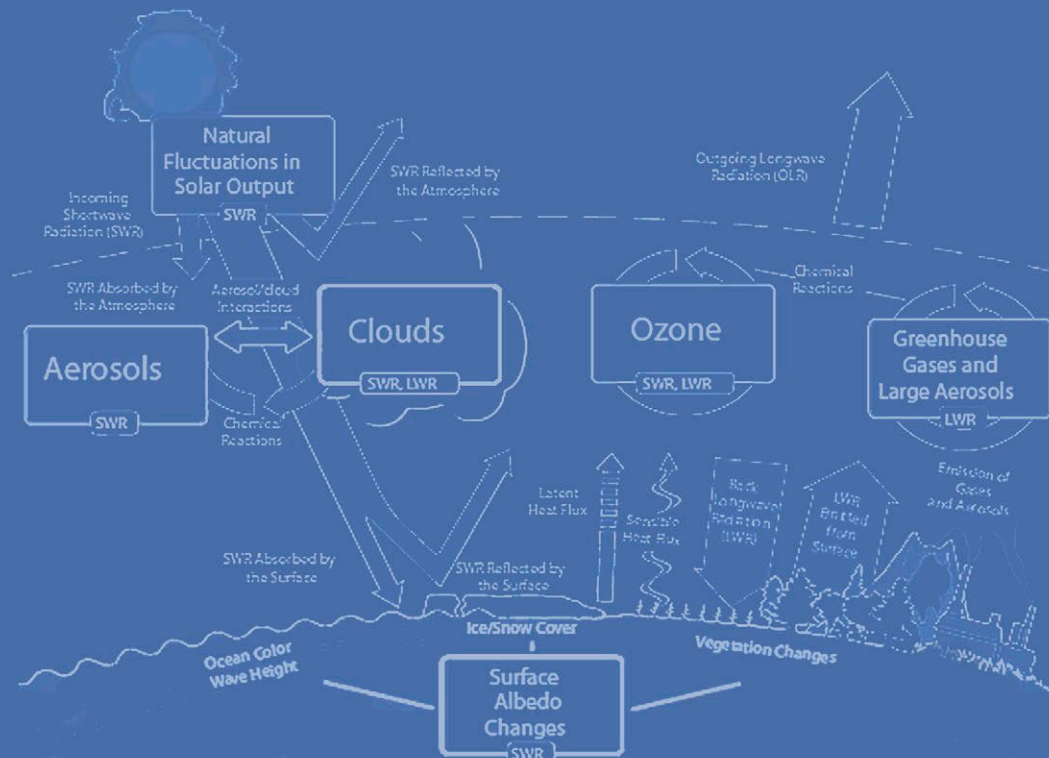 Natural
Fluctuations in
Solar Output
SWR
Incoming
Shortwave
Radiation (SWR)
SWR Reflected by
the Atmosphere
Outgoing Longwave
Radiation (OLR)
SWR Absorbed by
the Atmosphere
Aerosol/cloud
Interactions
Chemical
Reactions
Aerosols
SWR
Clouds
SWR, LWR
Ozone
SWR, LWR
Greenhouse
Gases and
Large Aerosols
LWR
Chemical
Reactions
SWR Absorbed by
the Surface
SWR Reflected by
the Surface
Latent
Heat Flux
Sensible
Heat Flux
Back
Longwave
Radiation
(LWR)
LWR
Emitted
from
Surface
Emission of
Gases
and Aerosols
Ocean Color
Wave Height
Ice/Snow Cover
Vegetation Changes
Surface
Albedo
Changes
SWR